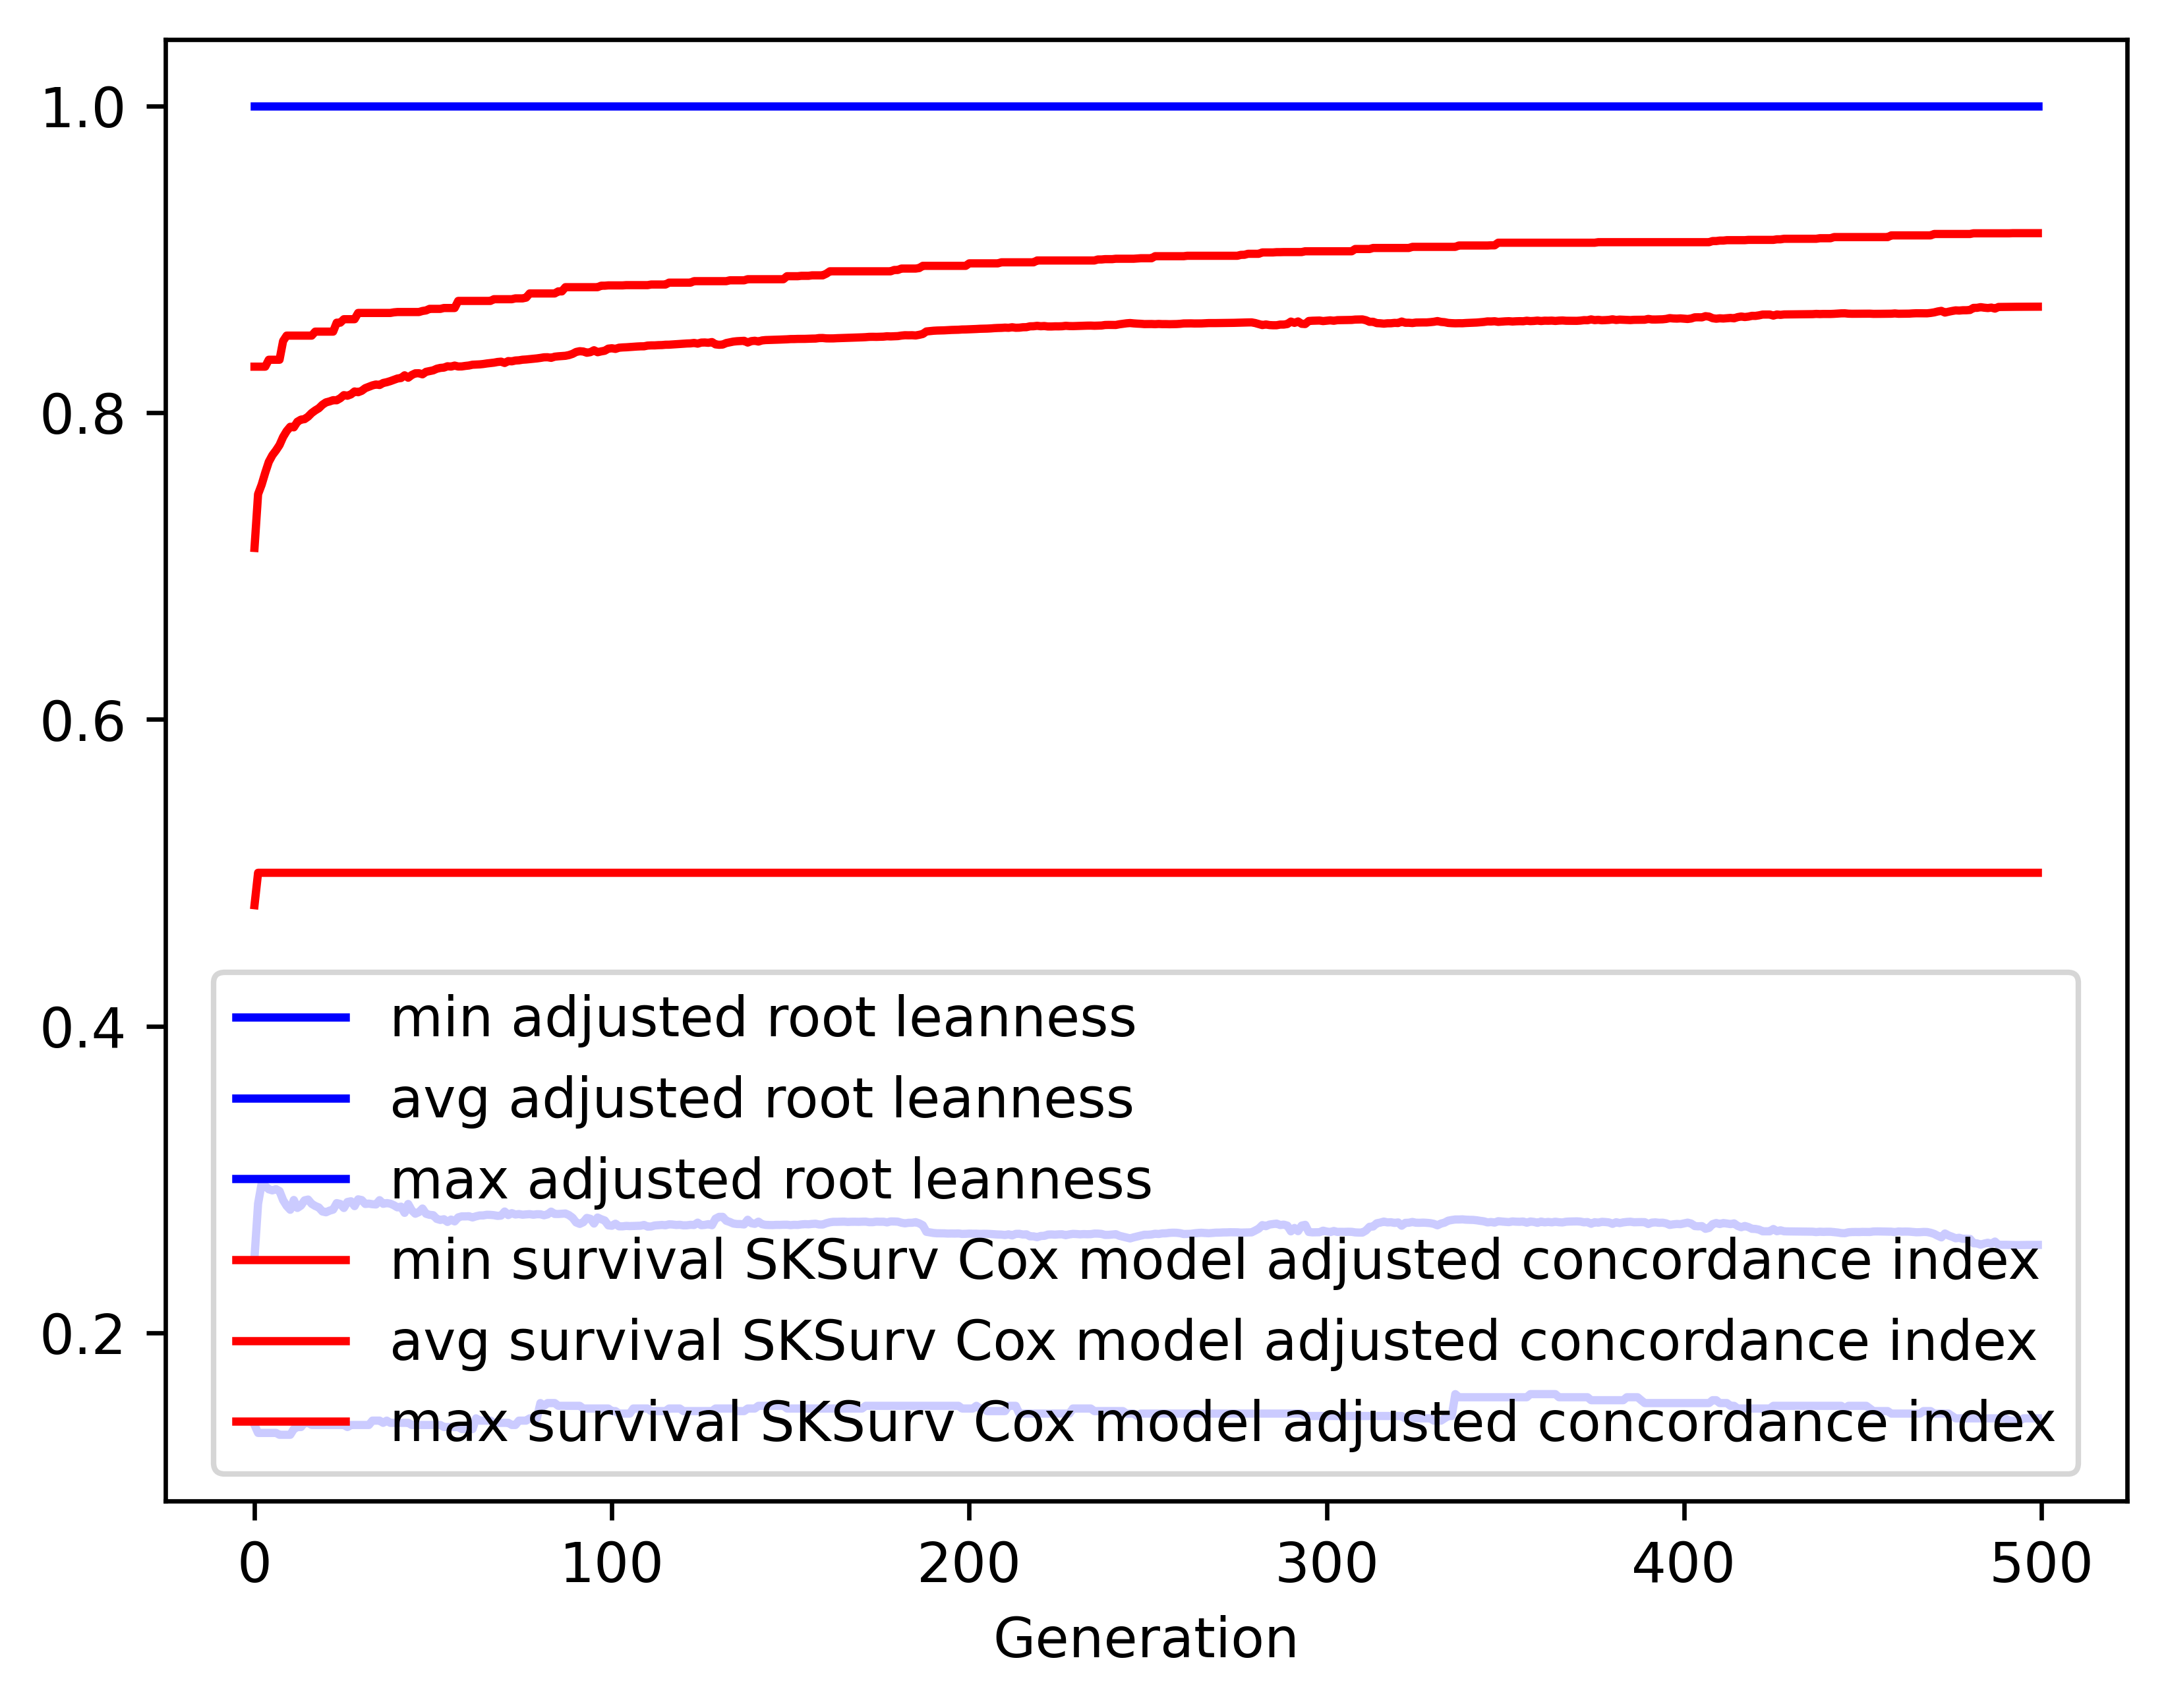 1.0
0.8
0.6
0.4
0.2
min adjusted root leanness
avg adjusted root leanness
max adjusted root leanness
min survival SKSurv Cox model adjusted concordance index
avg survival SKSurv Cox model adjusted concordance index
max survival SKSurv Cox model adjusted concordance index
0 100 200 300 400 500
Generation